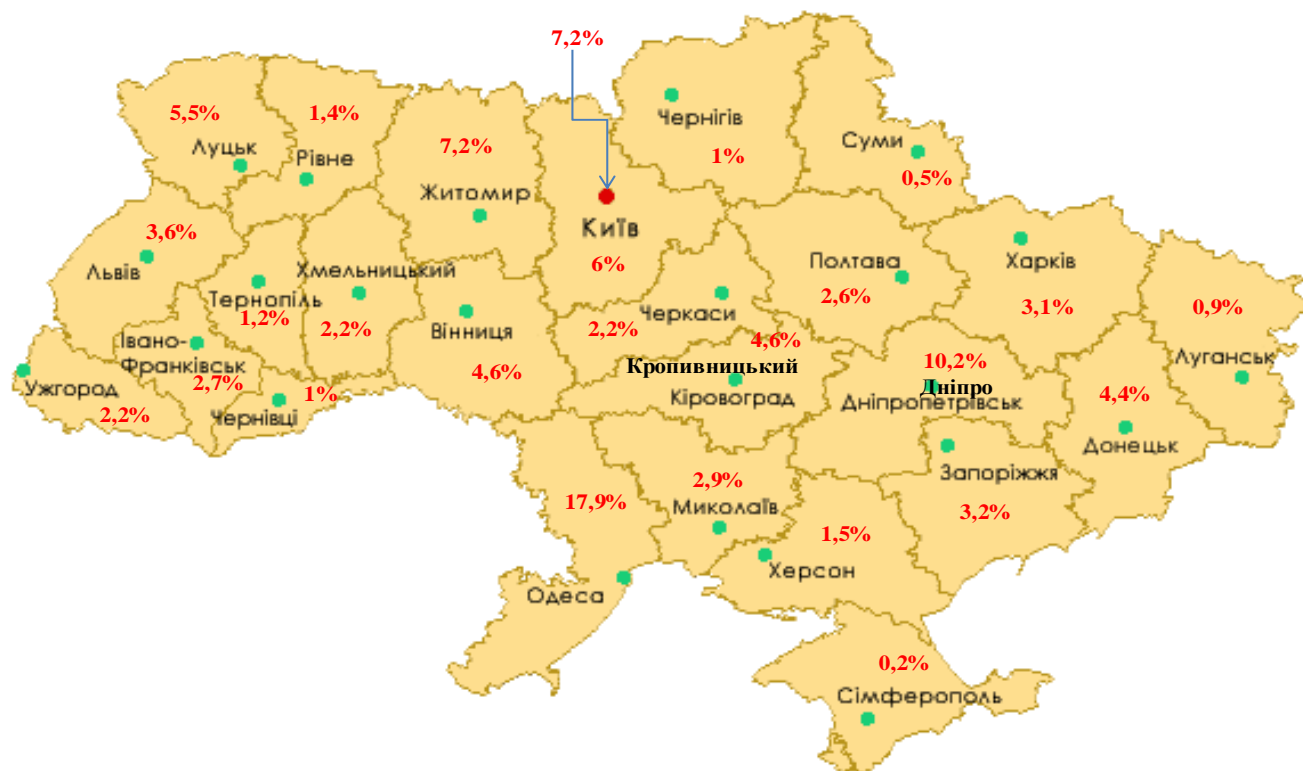 7,2%
5,5%
1,4%
7,2%
Чернігів
1%
Суми
0,5%
Луцьк
Рівне
Житомир
Київ
6%
3,6%
Львів
Тернопіль
1,2%
Хмельницький
2,2%
Вінниця
4,6%
Черкаси
2,2%
Полтава
2,6%
Харків
3,1%
0,9%
Луганськ
Івано-
Франківськ
2,7%
Ужгород
2,2%
1%
Чернівці
4,6%
Кропивницький
Кіровоград
10,2%
Дніпро
Дніпропетрівськ
4,4%
Донецьк
17,9%
Одеса
2,9%
Миколаїв
1,5%
Херсон
Запоріжжя
3,2%
0,2%
Сімферополь